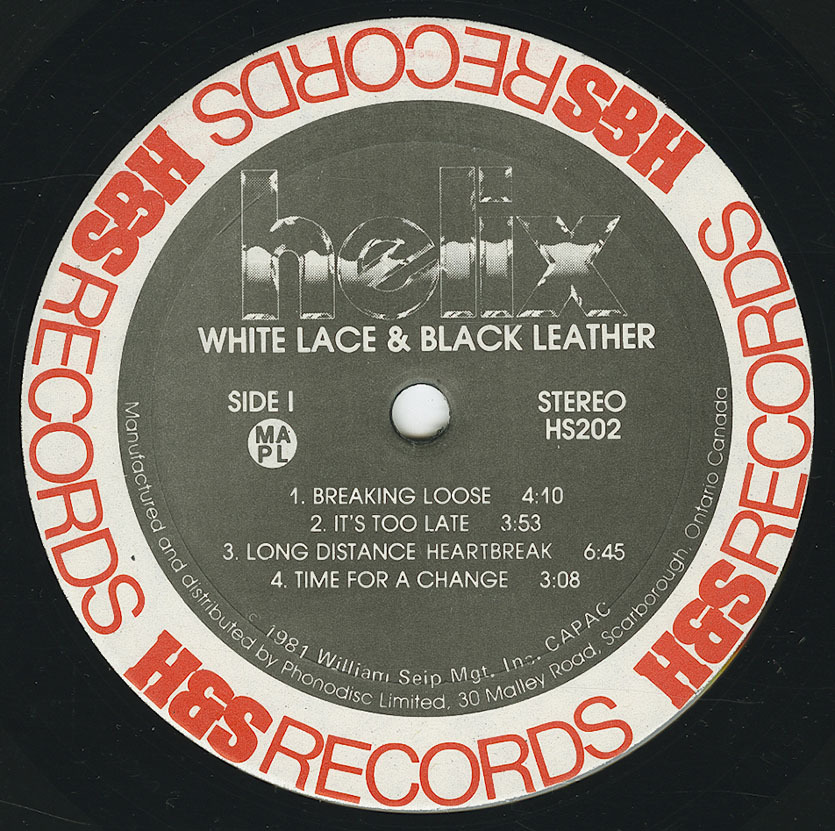 helix
WHITE LACE & BLACK LEATHER
SIDE I
STEREO
MA
PL
HS202
1. BREAKING LOOSE 4:10
2. IT'S TOO LATE 3:53
3. LONG DISTANCE HEARTBREAK 6:45
4. TIME FOR A CHANGE 3:08
© 1981 William Seip Mgt. Inc. CAPAC
Manufactured and distributed by Phonodisc Limited, 30 Malley Road, Scarborough, Ontario Canada
H&S RECORDS
H&S RECORDS
H&S RECORDS
H&S RECORDS